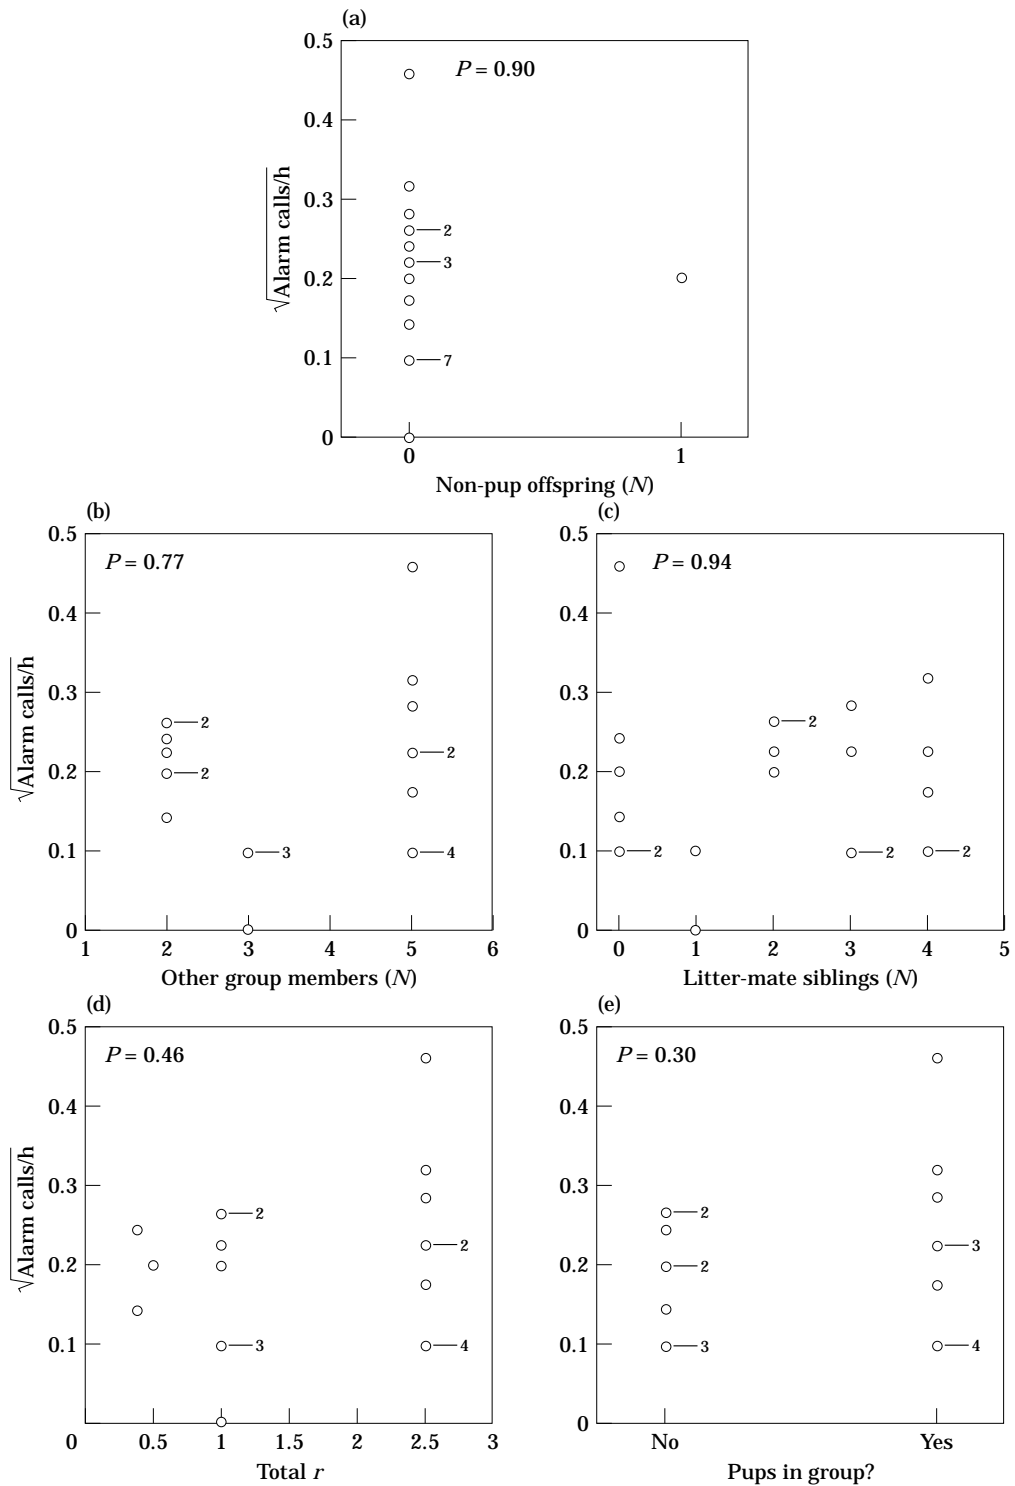 (a)
P = 0.90
0.5
0.4
0.3
0.2
0.1
0
2
3
7
√Alarm calls/h
0 1
Non-pup offspring (N)
(b)
P = 0.77
0.5
0.4
0.3
0.2
0.1
0
2
2
2
3
4
√Alarm calls/h
1 2 3 4 5 6
Other group members (N)
(c)
P = 0.94
0.5
0.4
0.3
0.2
0.1
0
2
2
2
2
0 1 2 3 4 5
Litter-mate siblings (N)
(d)
P = 0.46
0.5
0.4
0.3
0.2
0.1
2
2
3
4
√Alarm calls/h
0 0.5 1 1.5 2 2.5 3
Total r
(e)
P = 0.30
0.5
0.4
0.3
0.2
0.1
0
2
3
2
3
4
No Yes
Pups in group?